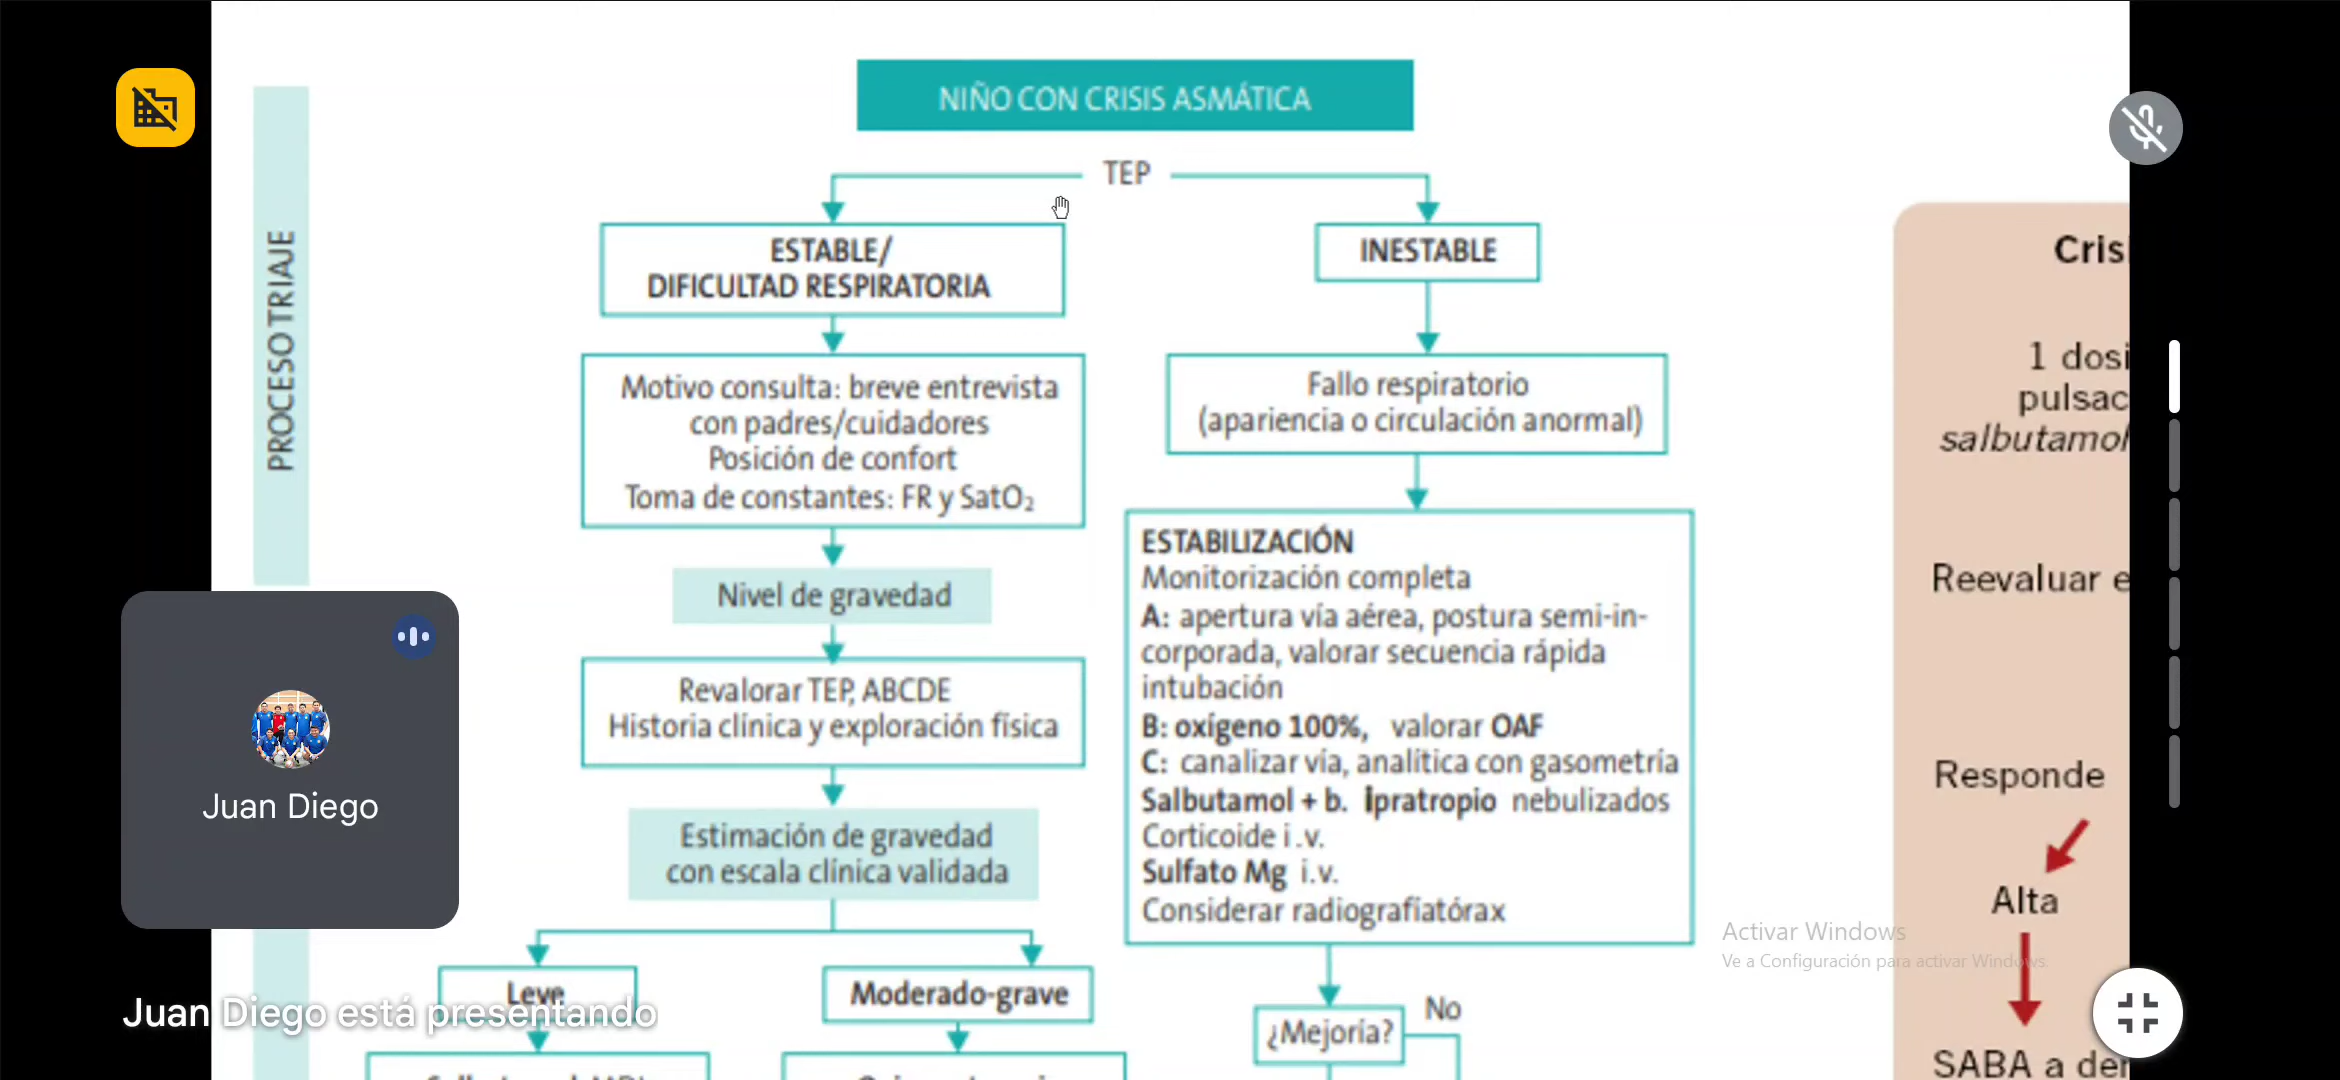 NIÑO CON CRISIS ASMÁTICA
TEP
PROCESO TRIAJE
ESTABLE/
DIFICULTAD RESPIRATORIA
Motivo consulta: breve entrevista
con padres/cuidadores
Posición de confort
Toma de constantes: FR y SatO₂
Nivel de gravedad
Revalorar TEP, ABCDE
Historia clínica y exploración física
Estimación de gravedad
con escala clínica validada
Leve
Moderado-grave
INESTABLE
Fallo respiratorio
(apariencia o circulación anormal)
ESTABILIZACIÓN
Monitorización completa
A: apertura vía aérea, postura semi-in-
corporada, valorar secuencia rápida
intubación
B: oxígeno 100%, valorar OAF
C: canalizar vía, analítica con gasometría
Salbutamol + b. ipratropio nebulizados
Corticoide i.v.
Sulfato Mg i.v.
Considerar radiografíatórax
¿Mejoría?
No
1
pulsac
salbutamol
Reevaluar
Responde
Alta
SABA a
Activar Windows
Ve a Configuración para activar Windows.
Juan Diego
Juan Diego está presentando